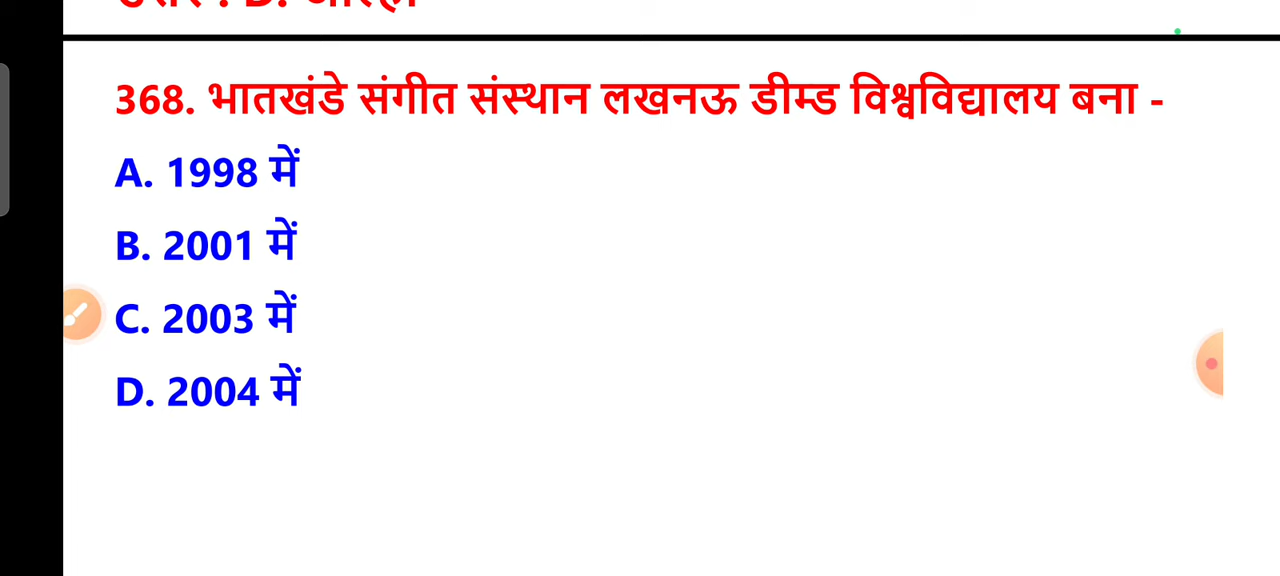 368. भातखंडे संगीत संस्थान लखनऊ डीम्ड विश्वविद्यालय बना -
A. 1998 में
B. 2001 में
C. 2003 में
D. 2004 में